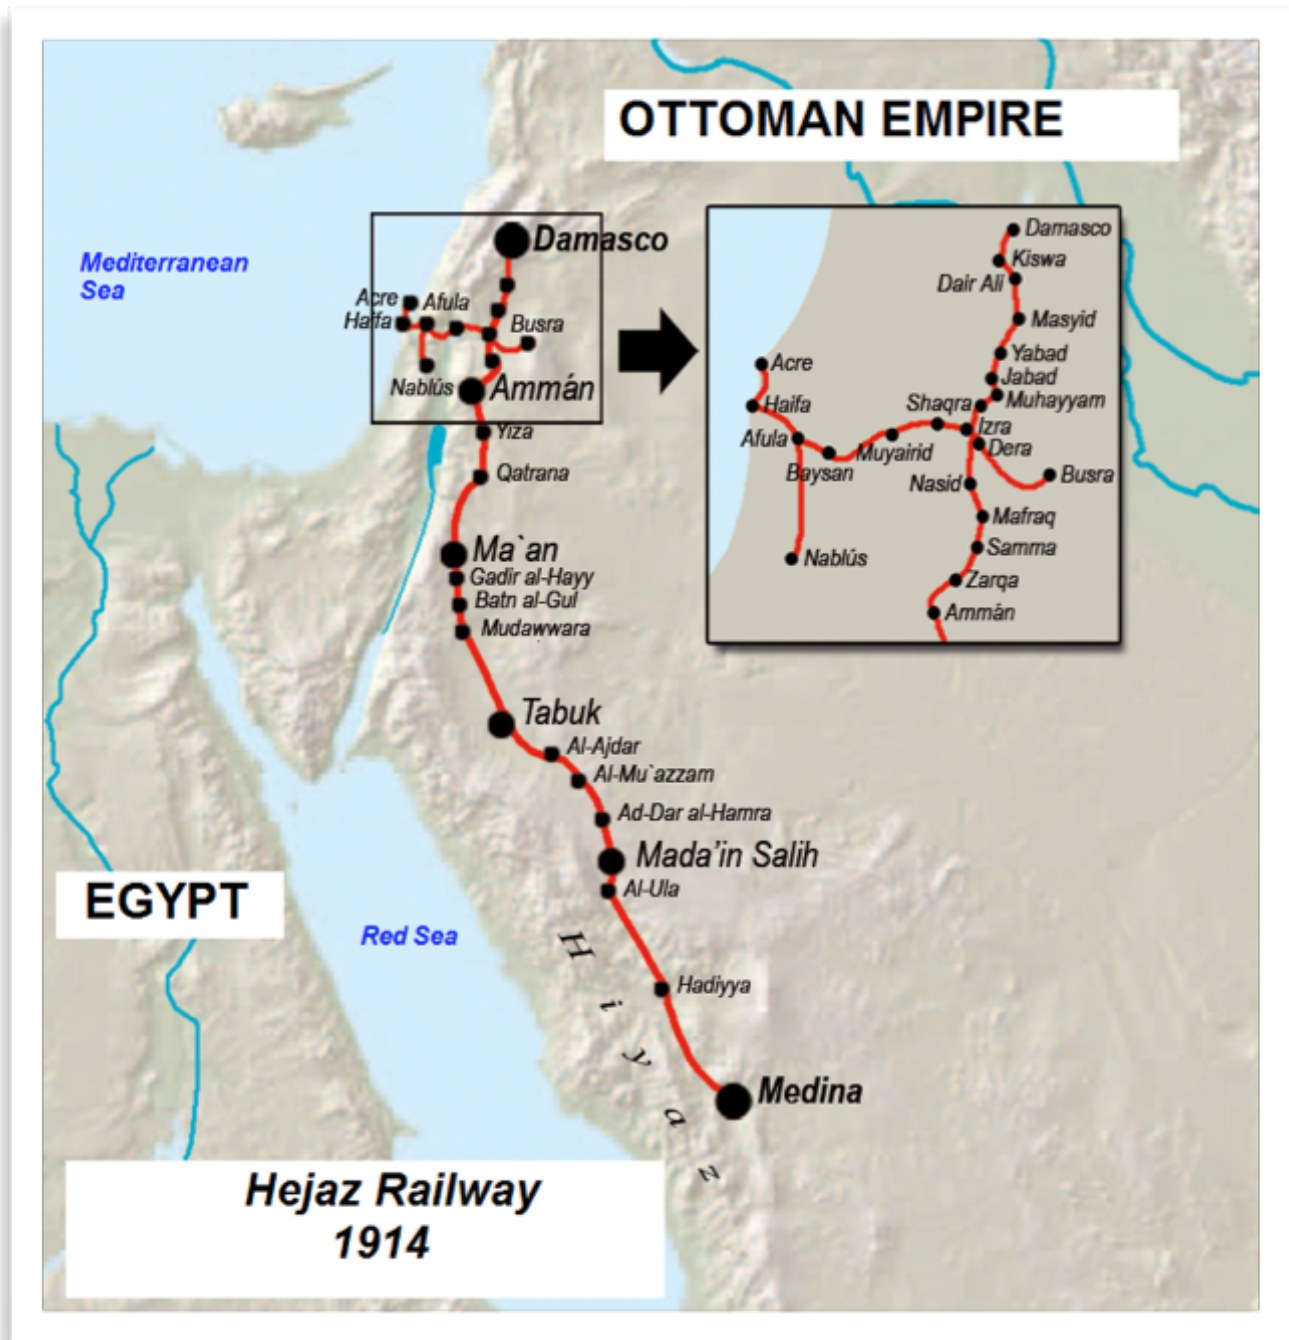 OTTOMAN EMPIRE
Mediterranean
Sea
Damasco
Acre
Afula
Haifa
Busra
Nablús
Ammán
Yiza
Qatrana
Ma`an
Gadir al-Hayy
Batn al-Gul
Mudawwara
Tabuk
Al-Ajdar
Al-Mu`azzam
Ad-Dar al-Hamra
Mada'in Salih
Al-Ula
Hadiyya
Medina
Hiyaz
Red Sea
EGYPT
Damasco
Kiswa
Dair Ali
Masyid
Yabad
Jabad
Muhayyam
Shaqra
Izra
Dera
Acre
Haifa
Afula
Baysan
Muyairid
Nasid
Busra
Mafraq
Samma
Zarqa
Ammán
Nablús
Hejaz Railway
1914